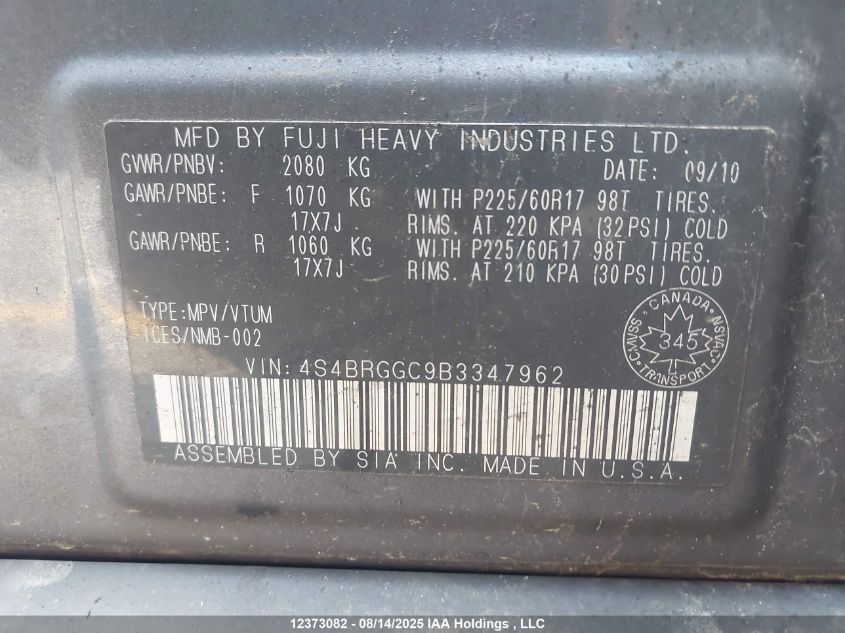 MFD BY FUJI HEAVY INDUSTRIES LTD.
GVWR/PNBV: 2080 KG DATE: 09/10
GAWR/PNBE: F 1070 KG WITH P225/60R17 98T TIRES.
17X7J RIMS. AT 220 KPA (32PSI) COLD
GAWR/PNBE: R 1060 KG WITH P225/60R17 98T TIRES.
17X7J RIMS. AT 210 KPA (30PSI) COLD
TYPE:MPV/VTUM
ICES/NMB-002
CANADA
CMVSS NSVAC
345
TRANSPORT
VIN: 4S4BRGGC9B3347962
ASSEMBLED BY SIA INC. MADE IN U.S.A.
12373082 - 08/14/2025 IAA Holdings , LLC